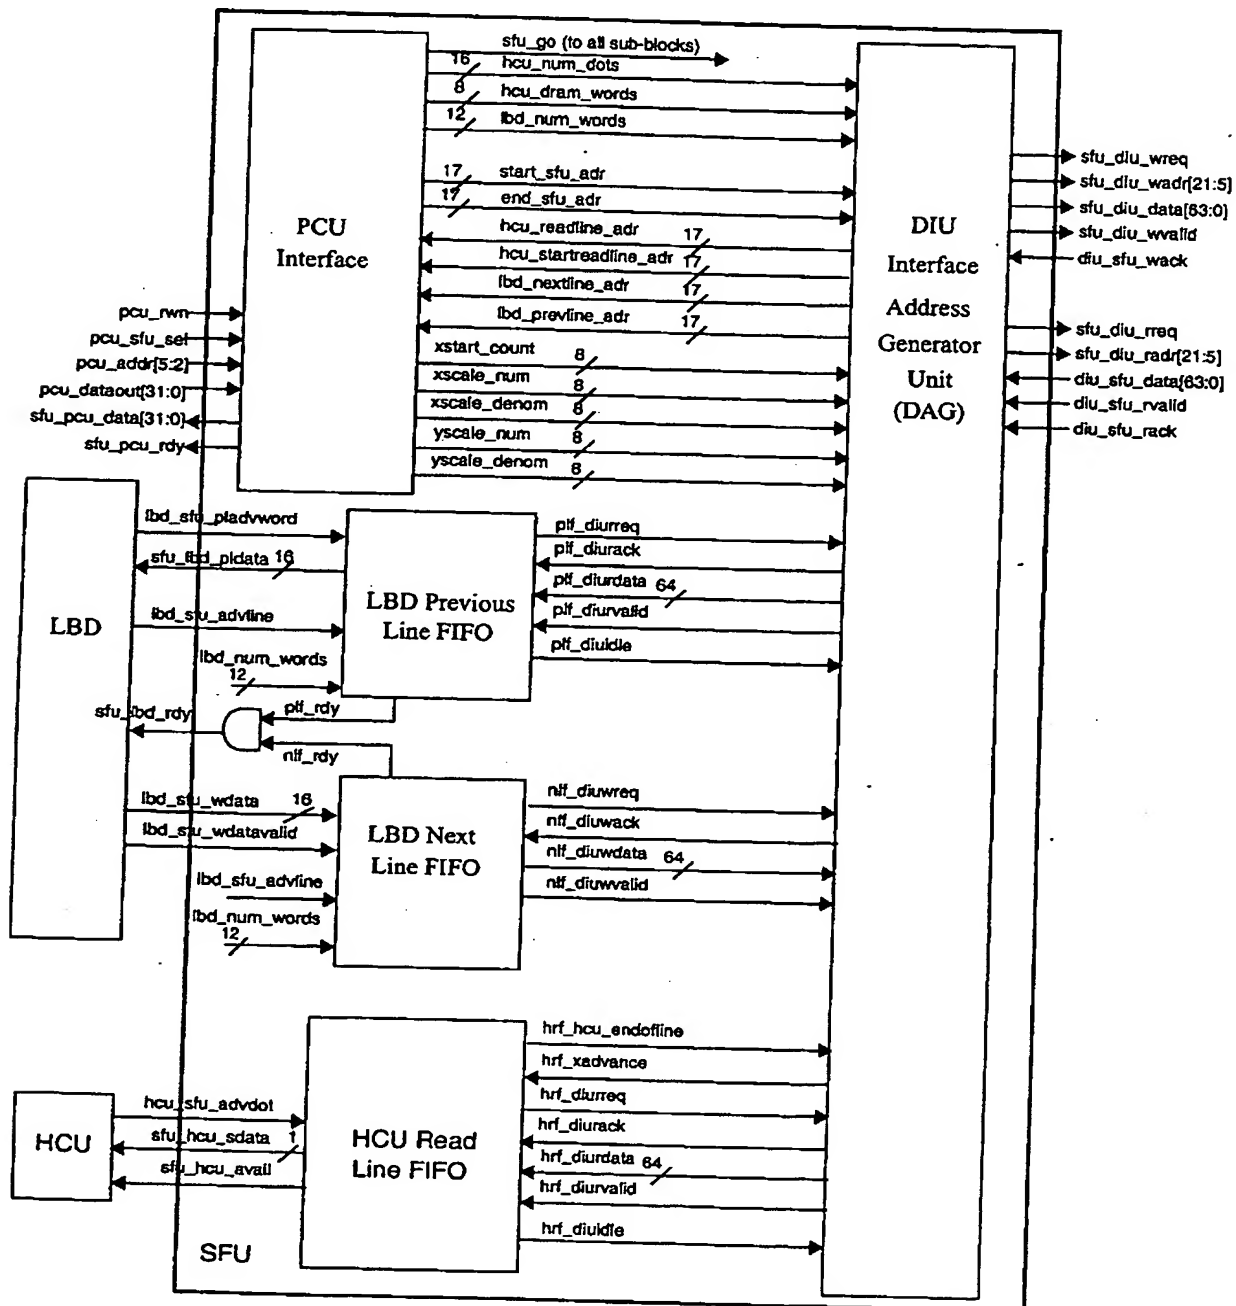 sfu_go (to all sub-blocks)
16
hcu_num_dots
8
hcu_dram_words
12
lbd_num_words
17
start_sfu_adr
17
end_sfu_adr
hcu_readline_adr
17
hcu_startreadline_adr
17
lbd_nextline_adr
17
lbd_prevline_adr
17
xstart_count
8
xscale_num
8
xscale_denom
8
yscale_num
8
yscale_denom
8
PCU
Interface
DIU
Interface
Address
Generator
Unit
(DAG)
sfu_diu_wreq
sfu_diu_wadr[21:5]
sfu_diu_data[63:0]
sfu_diu_wvalid
diu_sfu_wack
sfu_diu_rreq
sfu_diu_radr[21:5]
diu_sfu_data[63:0]
diu_sfu_rvalid
diu_sfu_rack
pcu_rwn
pcu_sfu_sel
pcu_addr[5:2]
pcu_dataout[31:0]
sfu_pcu_data[31:0]
sfu_pcu_rdy
LBD
lbd_sfu_pladvword
sfu_lbd_pldata
16
lbd_sfu_advline
lbd_num_words
12
LBD Previous
Line FIFO
plf_diurreq
plf_diurack
plf_diurdata
64
plf_diurvalid
plf_diuidle
sfu_lbd_rdy
plf_rdy
nlf_rdy
lbd_sfu_wdata
16
lbd_sfu_wdatavalid
lbd_sfu_advline
lbd_num_words
12
LBD Next
Line FIFO
nlf_diuwreq
nlf_diuwack
nlf_diuwdata
64
nlf_diuwvalid
HCU
hcu_sfu_advdot
sfu_hcu_sdata
1
sfu_hcu_avail
HCU Read
Line FIFO
hrf_hcu_endofline
hrf_xadvance
hrf_diurreq
hrf_diurack
hrf_diurdata
64
hrf_diurvalid
hrf_diuidle
SFU